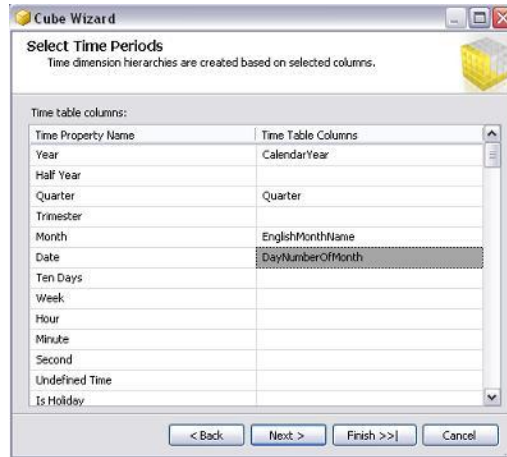 Cube Wizard
Select Time Periods
Time dimension hierarchies are created based on selected columns.
Time table columns:
Time Property Name Time Table Columns
Year CalendarYear
Half Year
Quarter Quarter
Trimester
Month EnglishMonthName
Date DayNumberOfMonth
Ten Days
Week
Hour
Minute
Second
Undefined Time
Is Holiday
< Back Next > Finish >>| Cancel